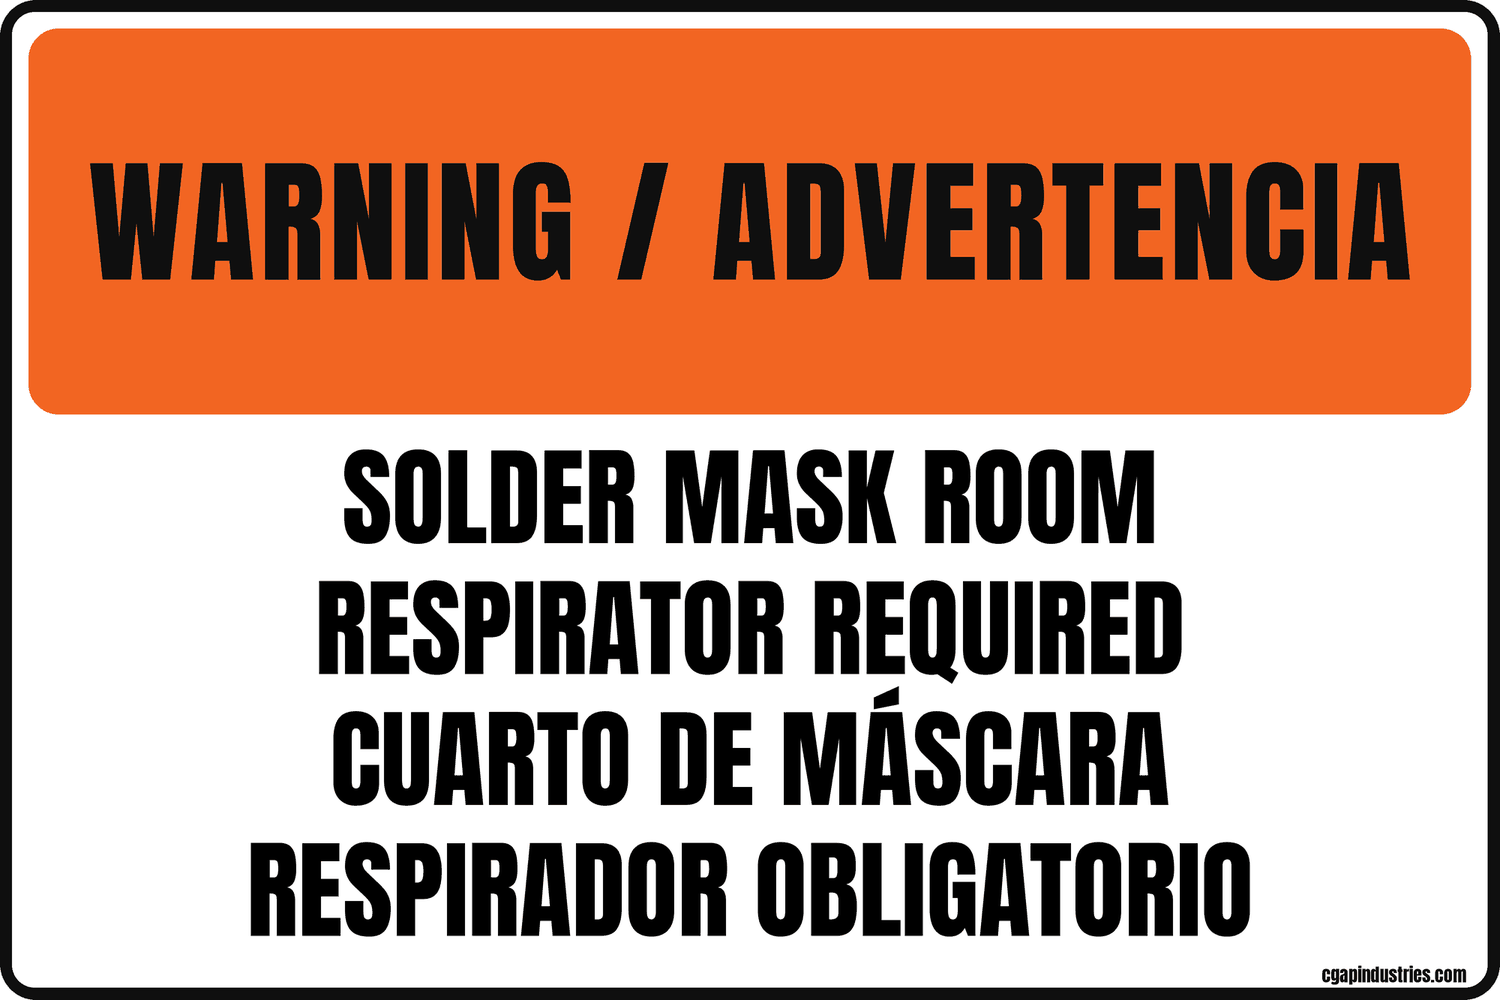 WARNING / ADVERTENCIA
SOLDER MASK ROOM
RESPIRATOR REQUIRED
CUARTO DE MÁSCARA
RESPIRADOR OBLIGATORIO
cgapindustries.com